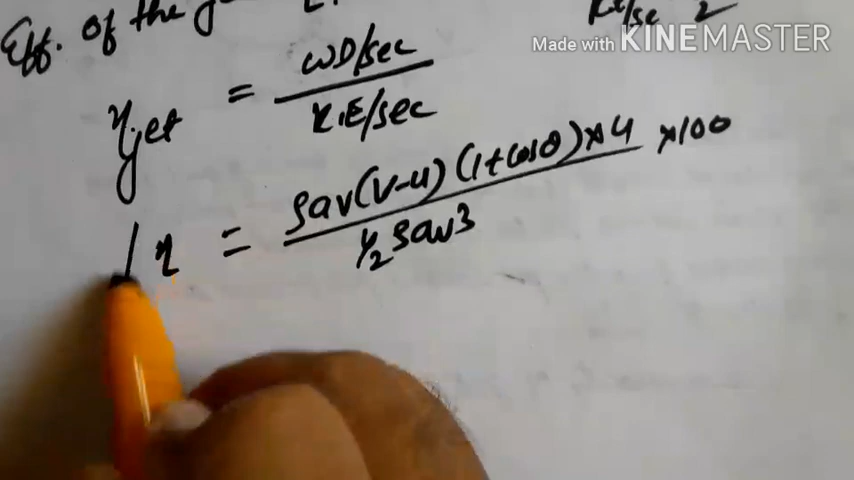 Eff. of the
Made with KINEMASTER
ηjet = WD/sec / K.E/sec
η = ρav(v-u)(1+cosθ)×u / ½ρav3 ×100